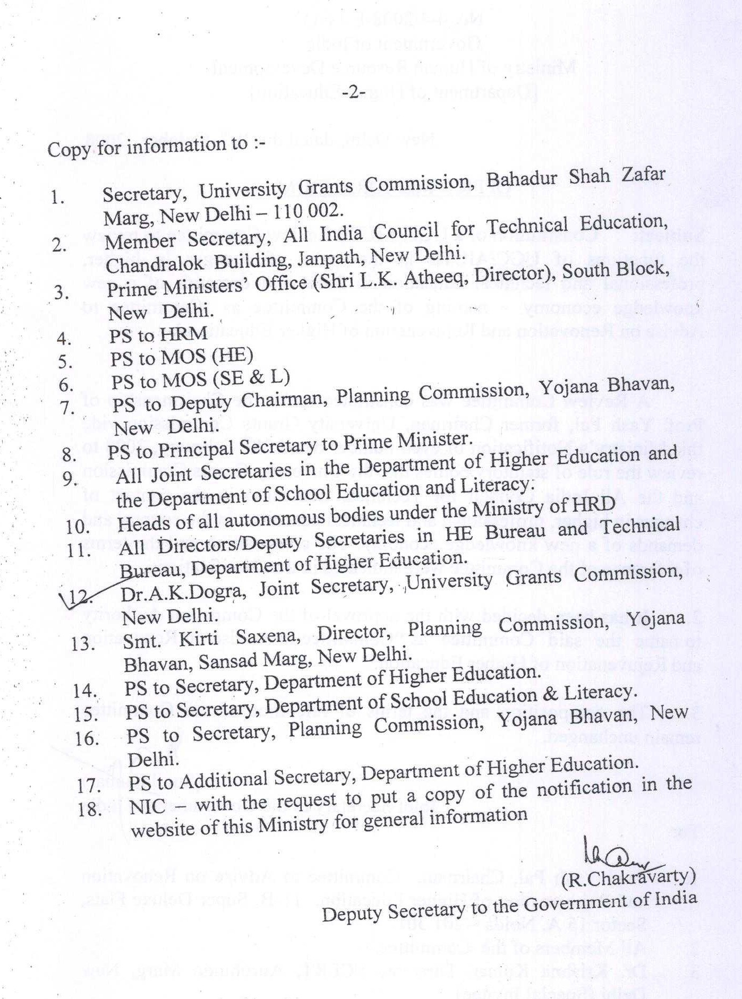 -2-
Copy for information to :-
1. Secretary, University Grants Commission, Bahadur Shah Zafar
Marg, New Delhi – 110 002.
2. Member Secretary, All India Council for Technical Education,
Chandralok Building, Janpath, New Delhi.
3. Prime Ministers' Office (Shri L.K. Atheeq, Director), South Block,
New Delhi.
4. PS to HRM
5. PS to MOS (HE)
6. PS to MOS (SE & L)
7. PS to Deputy Chairman, Planning Commission, Yojana Bhavan,
New Delhi.
8. PS to Principal Secretary to Prime Minister.
9. All Joint Secretaries in the Department of Higher Education and
the Department of School Education and Literacy.
10. Heads of all autonomous bodies under the Ministry of HRD
11. All Directors/Deputy Secretaries in HE Bureau and Technical
Bureau, Department of Higher Education.
12. Dr.A.K.Dogra, Joint Secretary, University Grants Commission,
New Delhi.
13. Smt. Kirti Saxena, Director, Planning Commission, Yojana
Bhavan, Sansad Marg, New Delhi.
14. PS to Secretary, Department of Higher Education.
15. PS to Secretary, Department of School Education & Literacy.
16. PS to Secretary, Planning Commission, Yojana Bhavan, New
Delhi.
17. PS to Additional Secretary, Department of Higher Education.
18. NIC – with the request to put a copy of the notification in the
website of this Ministry for general information
(R.Chakravarty)
Deputy Secretary to the Government of India